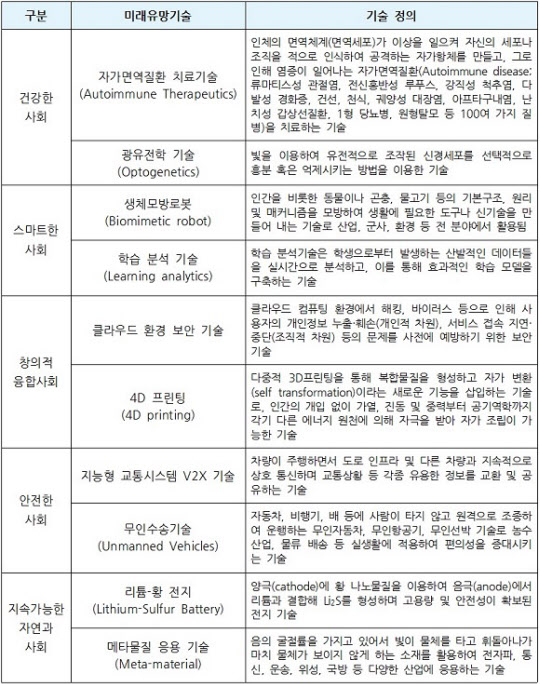 구분
미래유망기술
기술 정의
건강한
사회
자가면역질환 치료기술
(Autoimmune Therapeutics)
인체의 면역체계(면역세포)가 이상을 일으켜 자신의 세포나
조직을 적으로 인식하여 공격하는 자가항체를 만들고, 그로
인해 염증이 일어나는 자가면역질환(Autoimmune disease:
류마티스성 관절염, 전신홍반성 루푸스, 강직성 척추염, 다
발성 경화증, 건선, 천식, 궤양성 대장염, 아프타구내염, 난
치성 갑상선질환, 1형 당뇨병, 원형탈모 등 100여 가지 질
병)을 치료하는 기술
광유전학 기술
(Optogenetics)
빛을 이용하여 유전적으로 조작된 신경세포를 선택적으로
흥분 혹은 억제시키는 방법을 이용한 기술
스마트한
사회
생체모방로봇
(Biomimetic robot)
인간을 비롯한 동물이나 곤충, 물고기 등의 기본구조, 원리
및 매커니즘을 모방하여 생활에 필요한 도구나 신기술을 만
들어 내는 기술로 산업, 군사, 환경 등 전 분야에서 활용됨
학습 분석 기술
(Learning analytics)
학습 분석기술은 학생으로부터 발생하는 산발적인 데이터들
을 실시간으로 분석하고, 이를 통해 효과적인 학습 모델을
구축하는 기술
창의적
융합사회
클라우드 환경 보안 기술
클라우드 컴퓨팅 환경에서 해킹, 바이러스 등으로 인해 사
용자의 개인정보 누출·훼손(개인적 차원), 서비스 접속 지연·
중단(조직적 차원) 등의 문제를 사전에 예방하기 위한 보안
기술
4D 프린팅
(4D printing)
다중적 3D프린팅을 통해 복합물질을 형성하고 자가 변환
(self transformation)이라는 새로운 기능을 삽입하는 기술
로, 인간의 개입 없이 가열, 진동 및 중력부터 공기역학까지
각기 다른 에너지 원천에 의해 자극을 받아 자가 조립이 가
능한 기술
안전한
사회
지능형 교통시스템 V2X 기술
차량이 주행하면서 도로 인프라 및 다른 차량과 지속적으로
상호 통신하며 교통상황 등 각종 유용한 정보를 교환 및 공
유하는 기술
무인수송기술
(Unmanned Vehicles)
자동차, 비행기, 배 등에 사람이 타지 않고 원격으로 조종하
여 운행하는 무인자동차, 무인항공기, 무인선박 기술로 농수
산업, 물류 배송 등 실생활에 적용하여 편의성을 증대시키
는 기술
지속가능한
자연과
사회
리튬-황 전지
(Lithium-Sulfur Battery)
양극(cathode)에 황 나노물질을 이용하여 음극(anode)에서
리튬과 결합해 Li₂S를 형성하며 고용량 및 안전성이 확보된
전지 기술
메타물질 응용 기술
(Meta-material)
음의 굴절률을 가지고 있어서 빛이 물체를 타고 휘돌아나가
마치 물체가 보이지 않게 하는 소재를 활용하여 전자파, 통
신, 운송, 위성, 국방 등 다양한 산업에 응용하는 기술